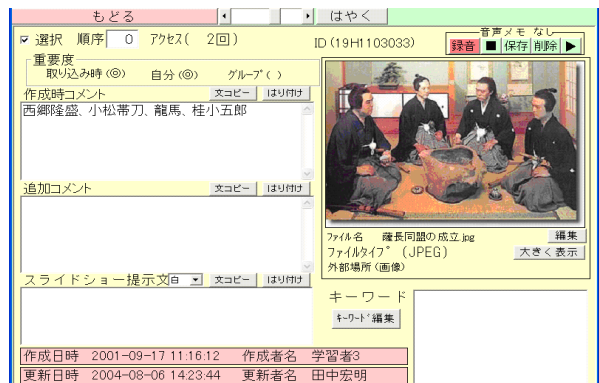 もどる はやく
選択 順序 0 アクセス( 2回) ID(19H1103033) 音声メモ なし
録音 ■ 保存 削除 ▶
重要度
取り込み時(◎) 自分(◎) グループ( )
作成時コメント 文コピー はり付け
西郷隆盛、小松帯刀、龍馬、桂小五郎
追加コメント 文コピー はり付け
ファイル名 薩長同盟の成立.jpg 編集
ファイルタイプ (JPEG) 大きく表示
外部場所(画像)
スライドショー提示文 白 文コピー はり付け
キーワード
キーワード編集
作成日時 2001-09-17 11:16:12 作成者名 学習者3
更新日時 2004-08-06 14:23:44 更新者名 田中宏明